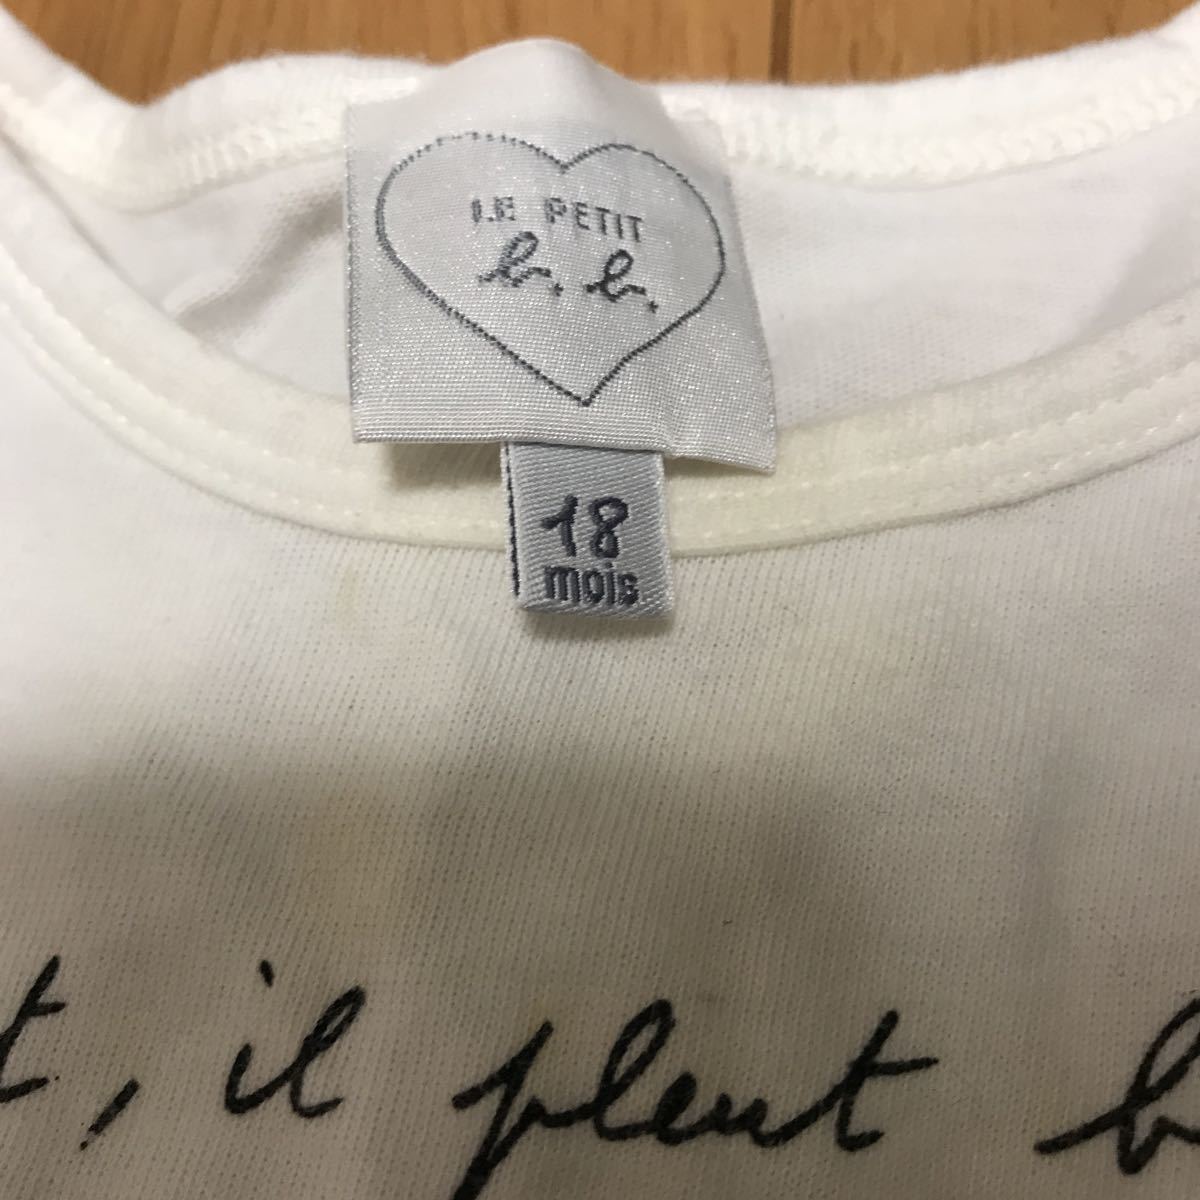 LE PETIT
b. b.
18
mois
t, il pleut b